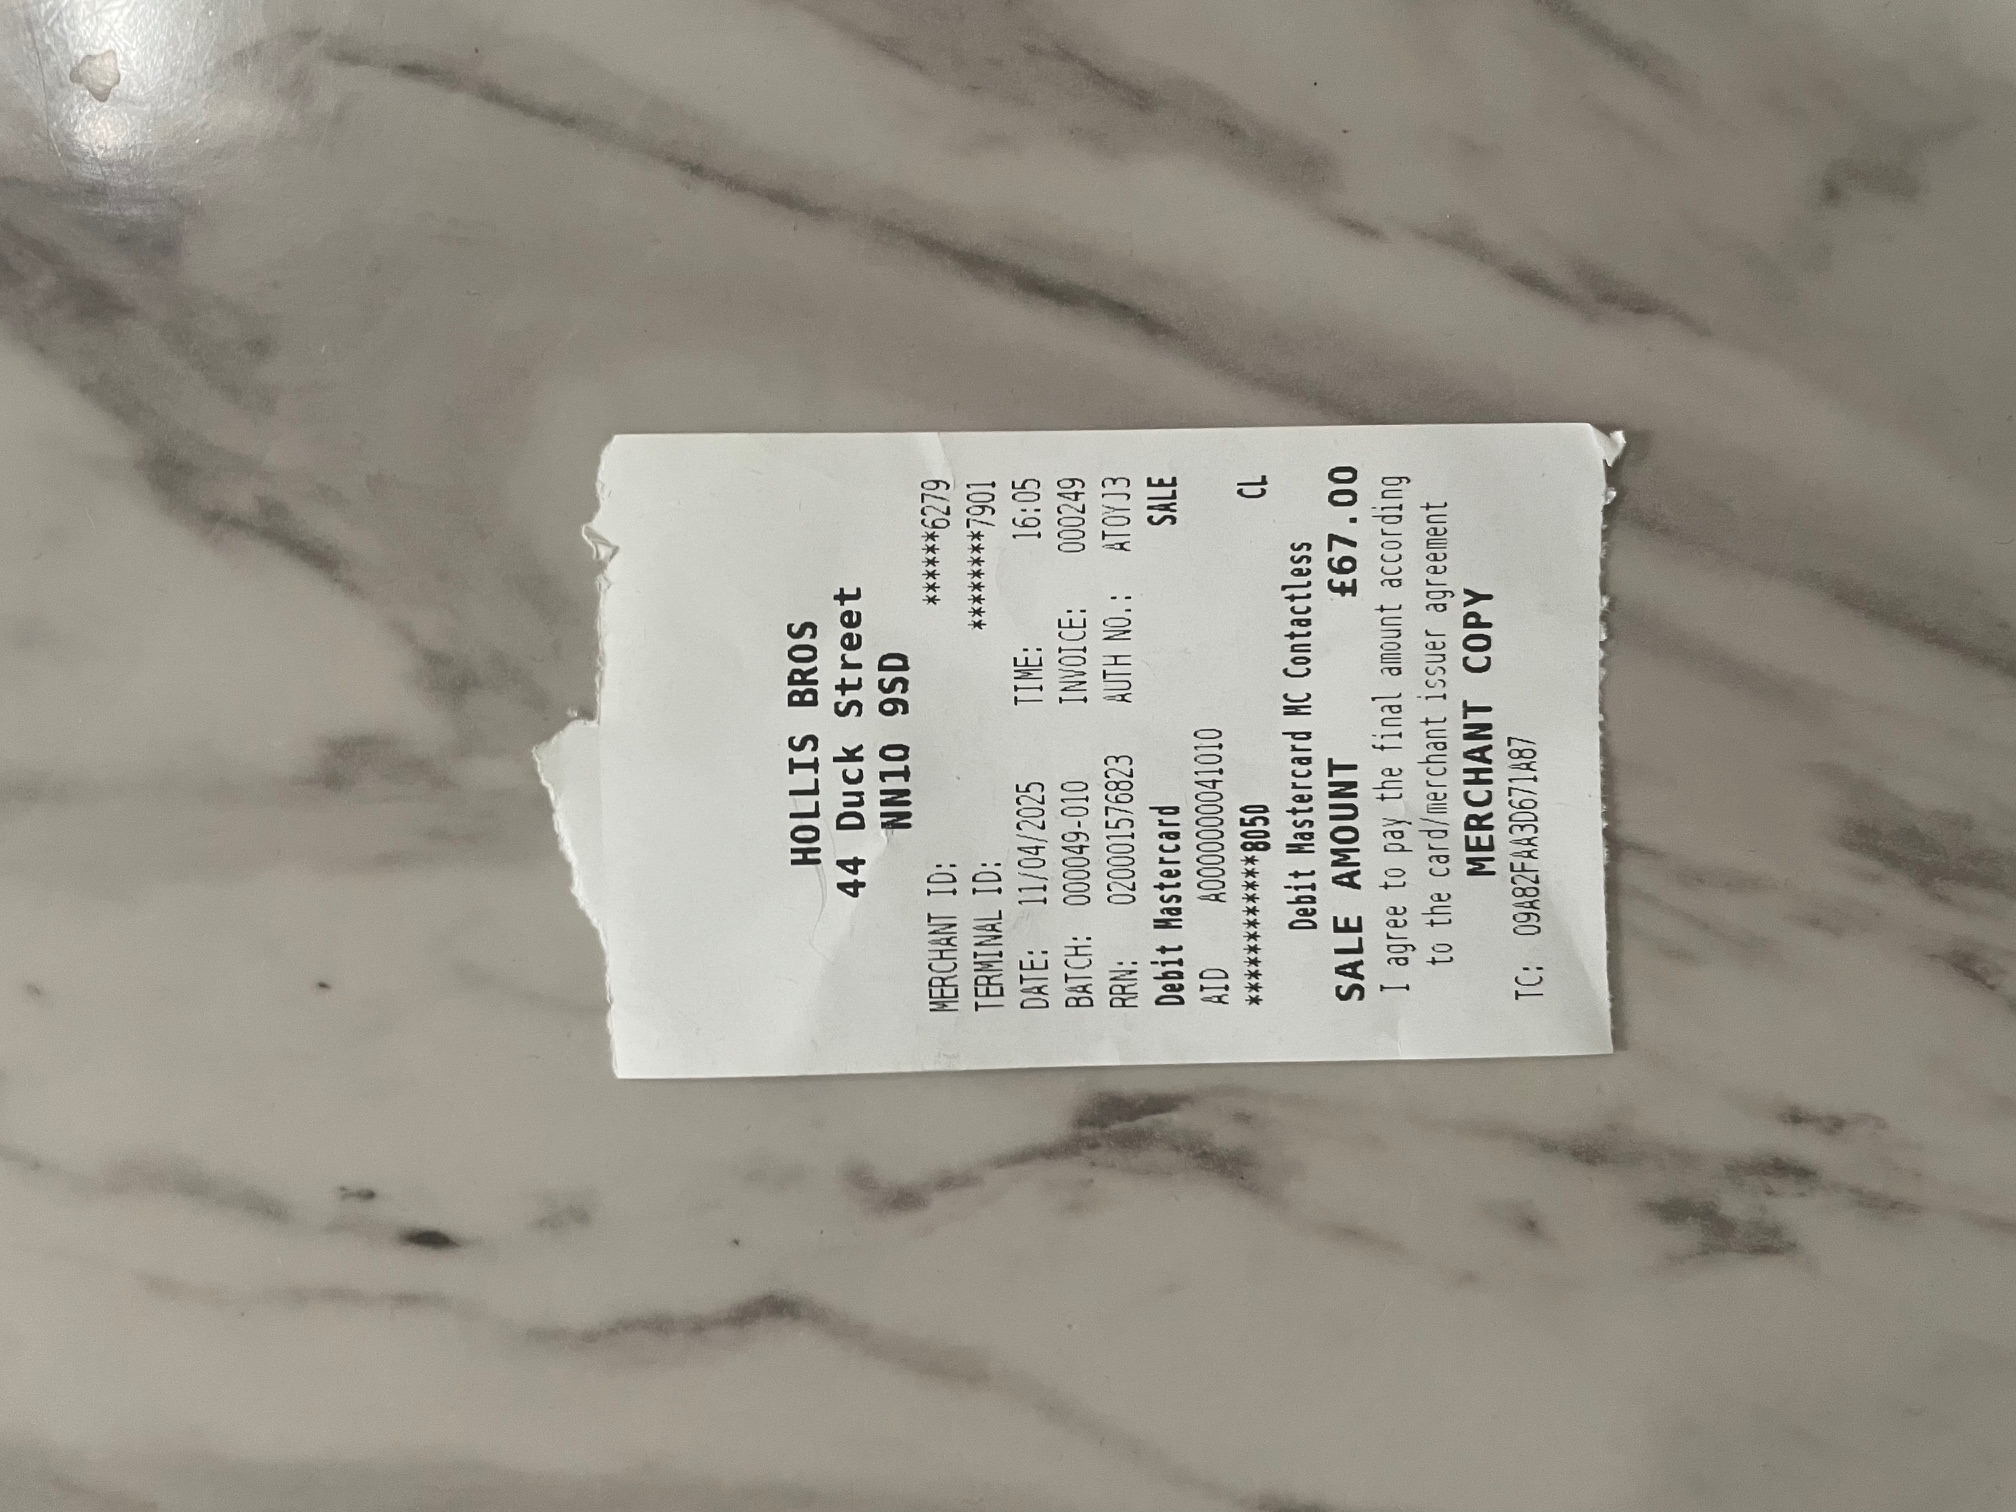 HOLLIS BROS
44 Duck Street
NN10 9SD
MERCHANT ID: ******6279
TERMINAL ID: ********7901
DATE: 11/04/2025 TIME: 16:05
BATCH: 000049-010 INVOICE: 000249
RRN: 020001576823 AUTH NO.: ATOYJ3
Debit Mastercard SALE
AID A0000000041010
************8050 CL
Debit Mastercard MC Contactless
SALE AMOUNT £67.00
I agree to pay the final amount according
to the card/merchant issuer agreement
MERCHANT COPY
TC: 09A82FAA3D671A87